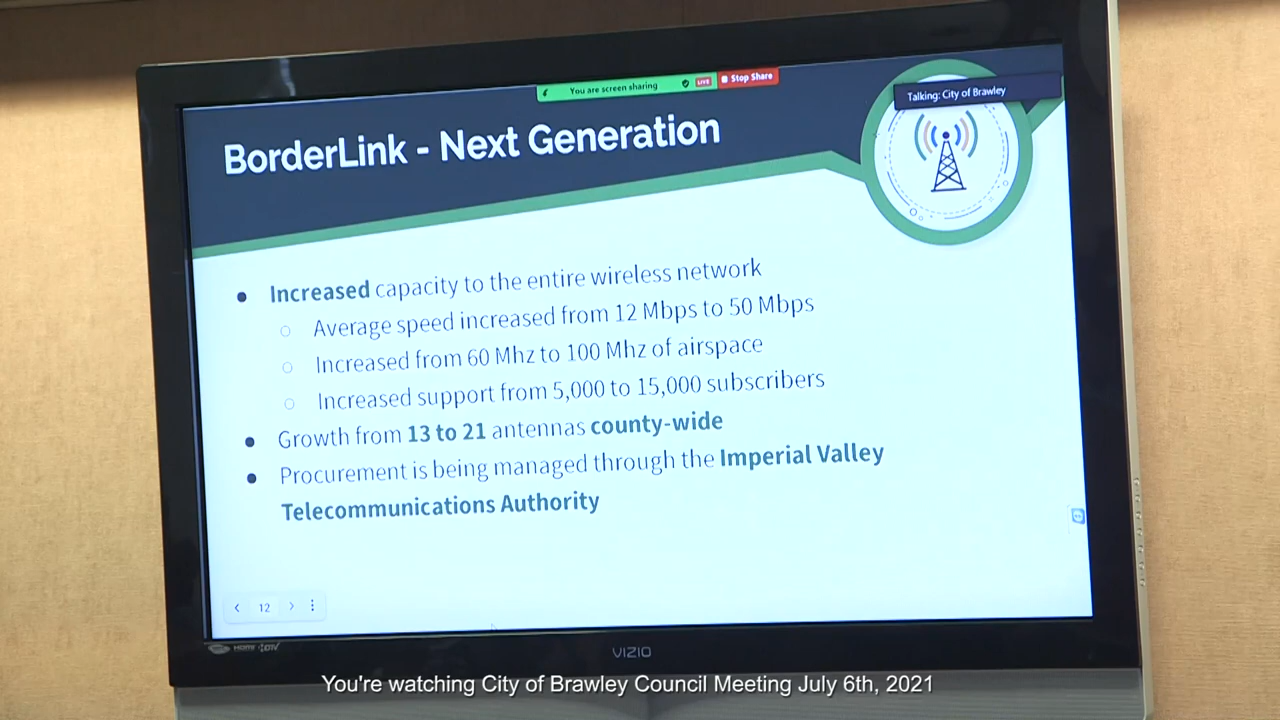 You are screen sharing
LIVE
Stop Share
Talking: City of Brawley
BorderLink - Next Generation
Increased capacity to the entire wireless network
Average speed increased from 12 Mbps to 50 Mbps
Increased from 60 Mhz to 100 Mhz of airspace
Increased support from 5,000 to 15,000 subscribers
Growth from 13 to 21 antennas county-wide
Procurement is being managed through the Imperial Valley
Telecommunications Authority
12
VIZIO
You're watching City of Brawley Council Meeting July 6th, 2021